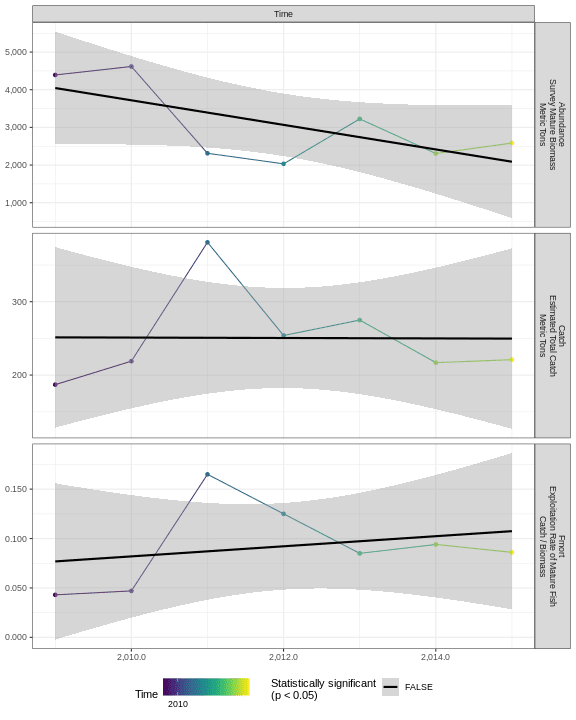 Time
5,000
4,000
3,000
2,000
1,000
Abundance
Survey Mature Biomass
Metric Tons
300
200
Catch
Estimated Total Catch
Metric Tons
0.150
0.100
0.050
0.000
Fmort
Exploitation Rate of Mature Fish
Catch / Biomass
2,010.0
2,012.0
2,014.0
Time
2010
Statistically significant
(p < 0.05)
FALSE